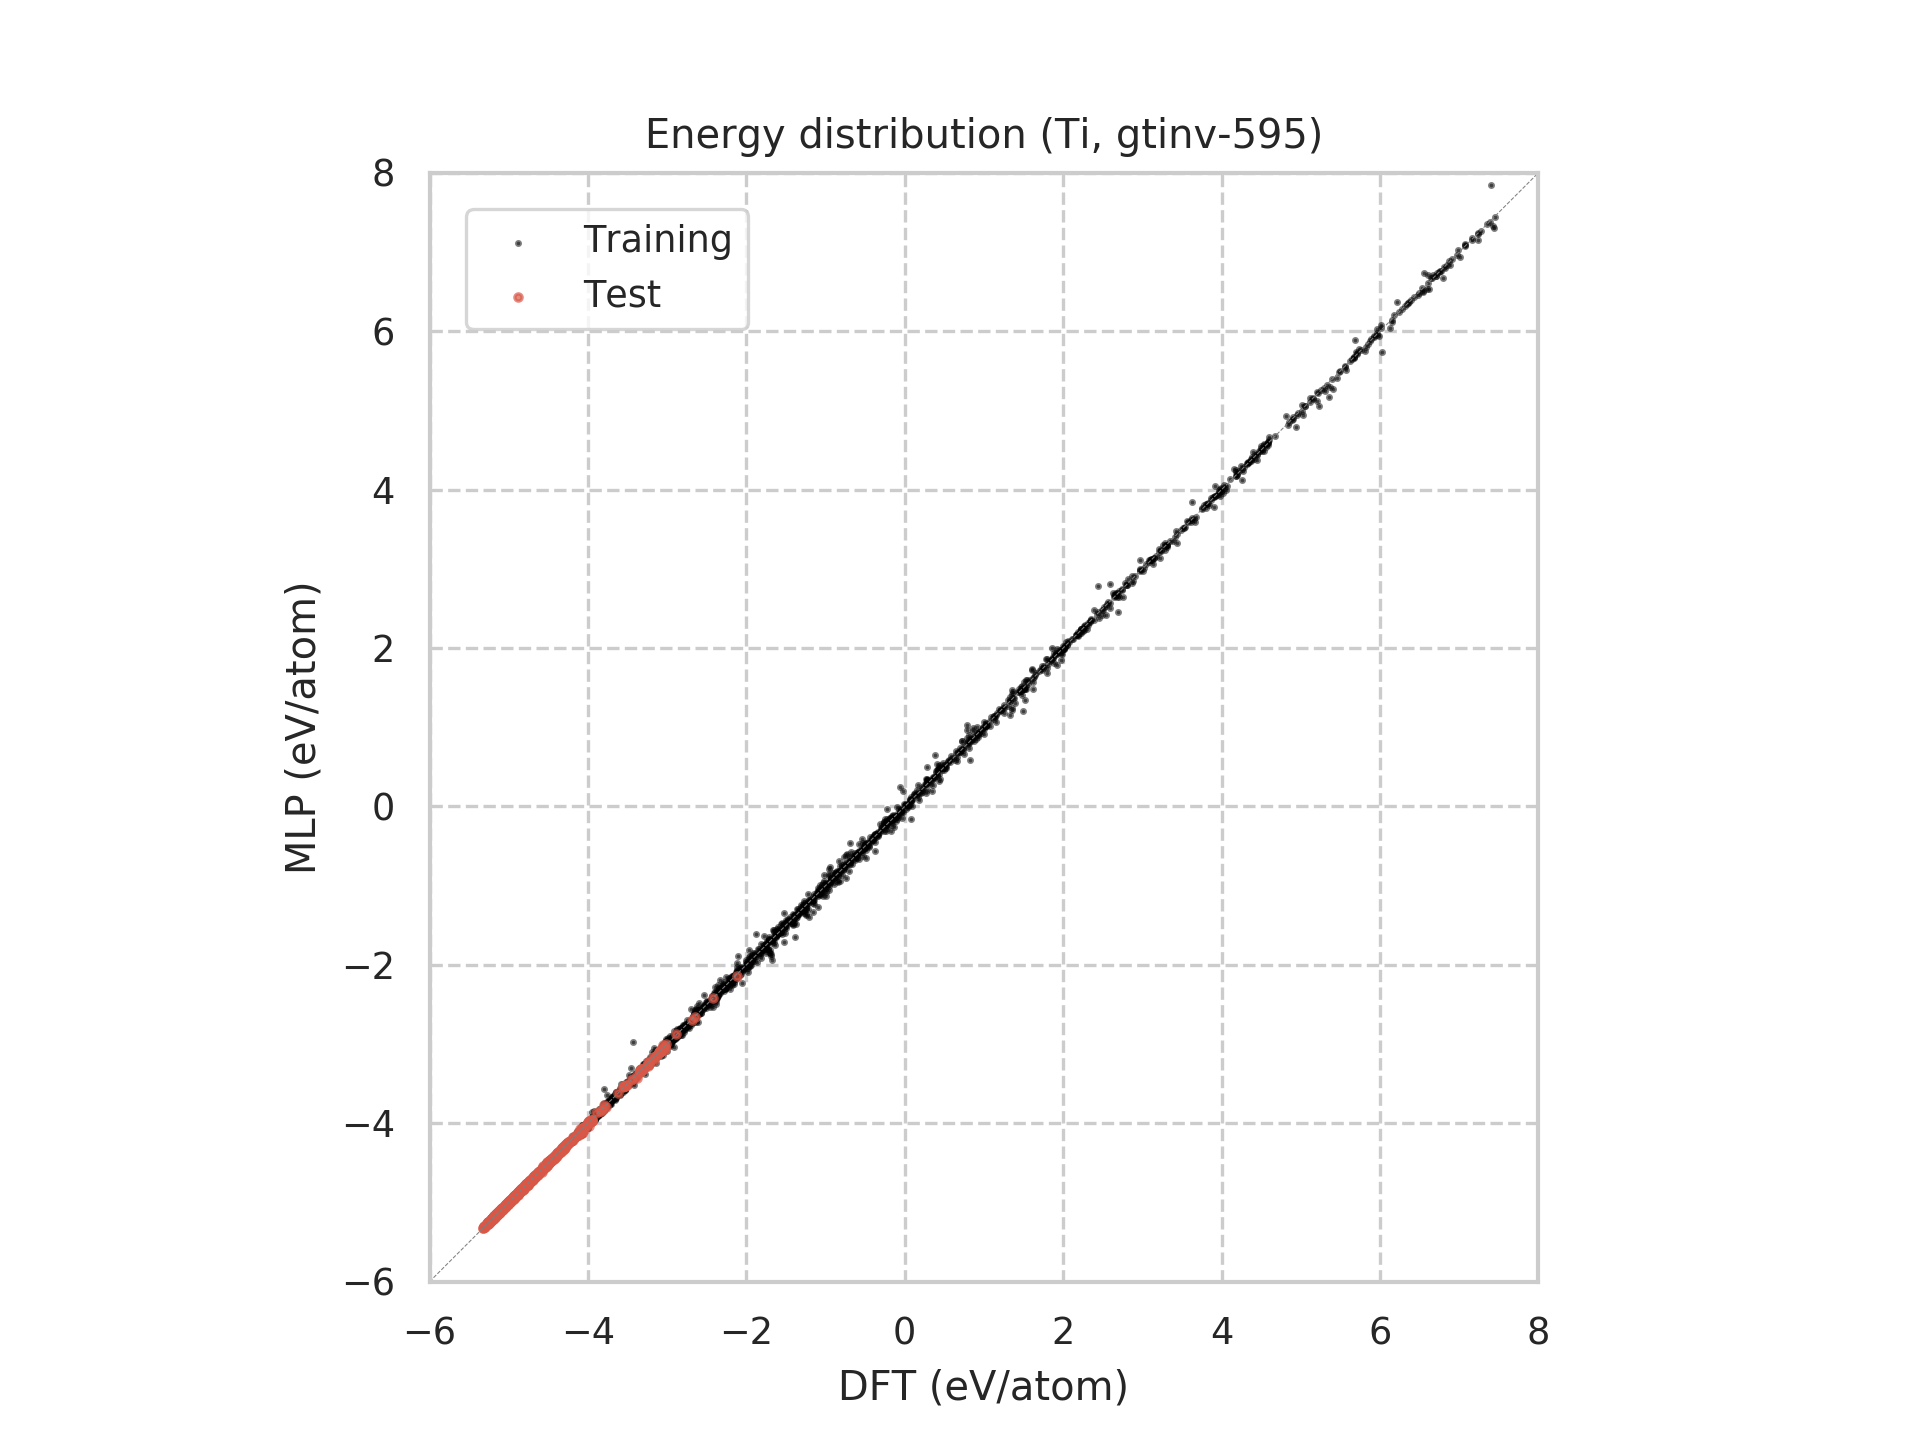 Energy distribution (Ti, gtinv-595)
Training
Test
8
6
4
2
0
−2
−4
−6
MLP (eV/atom)
−6 −4 −2 0 2 4 6 8
DFT (eV/atom)